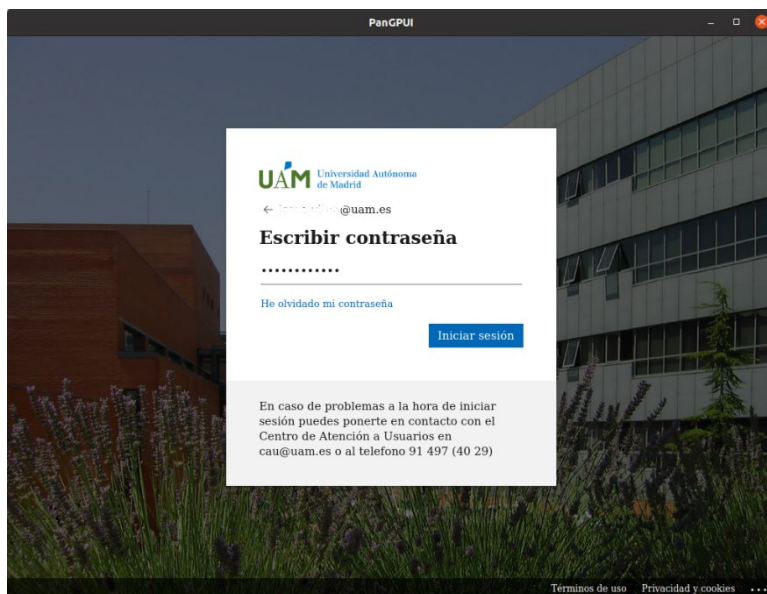 PanGPUI
UAM Universidad Autónoma
de Madrid
@uam.es
Escribir contraseña
He olvidado mi contraseña
Iniciar sesión
En caso de problemas a la hora de iniciar
sesión puedes ponerte en contacto con el
Centro de Atención a Usuarios en
cau@uam.es o al telefono 91 497 (40 29)
Términos de uso Privacidad y cookies ...